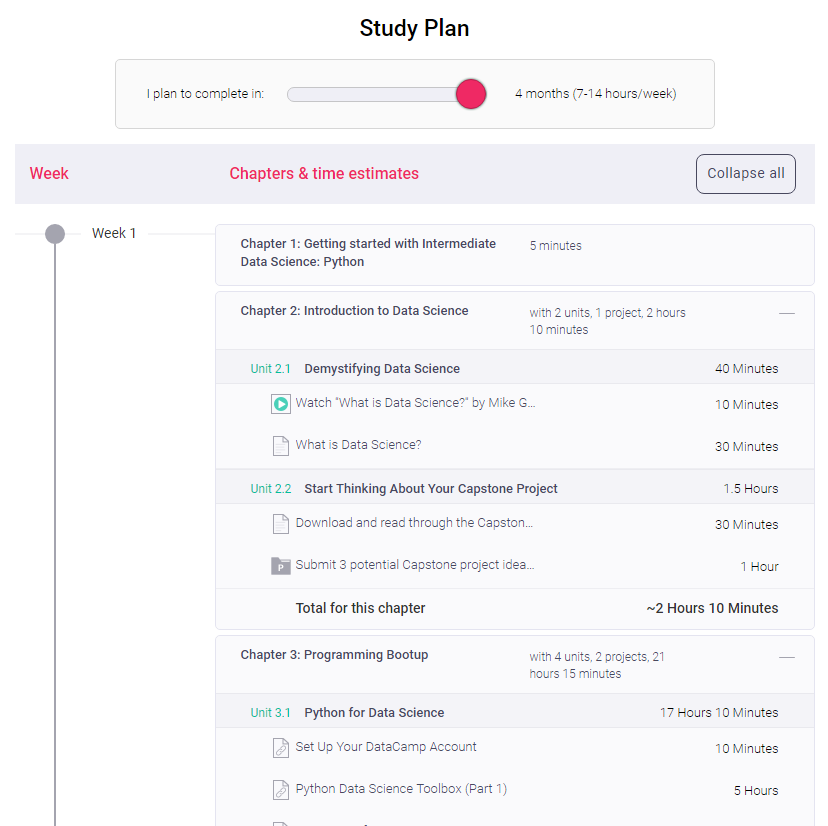 Study Plan
I plan to complete in:
4 months (7-14 hours/week)
Week
Chapters & time estimates
Collapse all
Week 1
Chapter 1: Getting started with Intermediate
Data Science: Python
5 minutes
Chapter 2: Introduction to Data Science
with 2 units, 1 project, 2 hours
10 minutes
Unit 2.1 Demystifying Data Science 40 Minutes
Watch "What is Data Science?" by Mike G... 10 Minutes
What is Data Science? 30 Minutes
Unit 2.2 Start Thinking About Your Capstone Project 1.5 Hours
Download and read through the Capston... 30 Minutes
P Submit 3 potential Capstone project idea... 1 Hour
Total for this chapter ~2 Hours 10 Minutes
Chapter 3: Programming Bootup
with 4 units, 2 projects, 21
hours 15 minutes
Unit 3.1 Python for Data Science 17 Hours 10 Minutes
Set Up Your DataCamp Account 10 Minutes
Python Data Science Toolbox (Part 1) 5 Hours